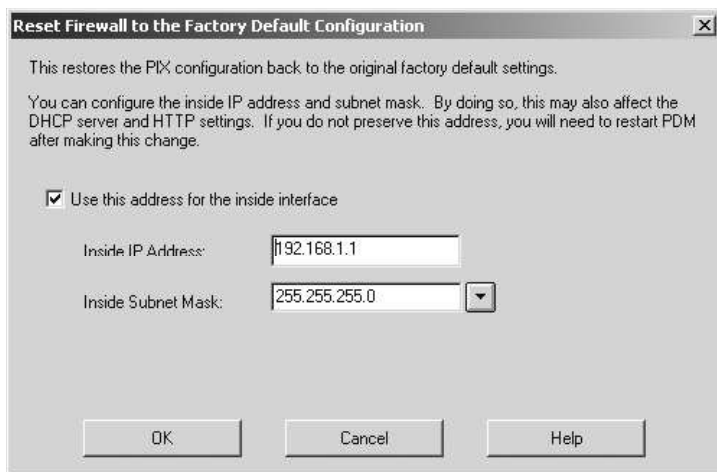 Reset Firewall to the Factory Default Configuration
This restores the PIX configuration back to the original factory default settings.
You can configure the inside IP address and subnet mask. By doing so, this may also affect the
DHCP server and HTTP settings. If you do not preserve this address, you will need to restart PDM
after making this change.
Use this address for the inside interface
Inside IP Address: 192.168.1.1
Inside Subnet Mask: 255.255.255.0
OK Cancel Help